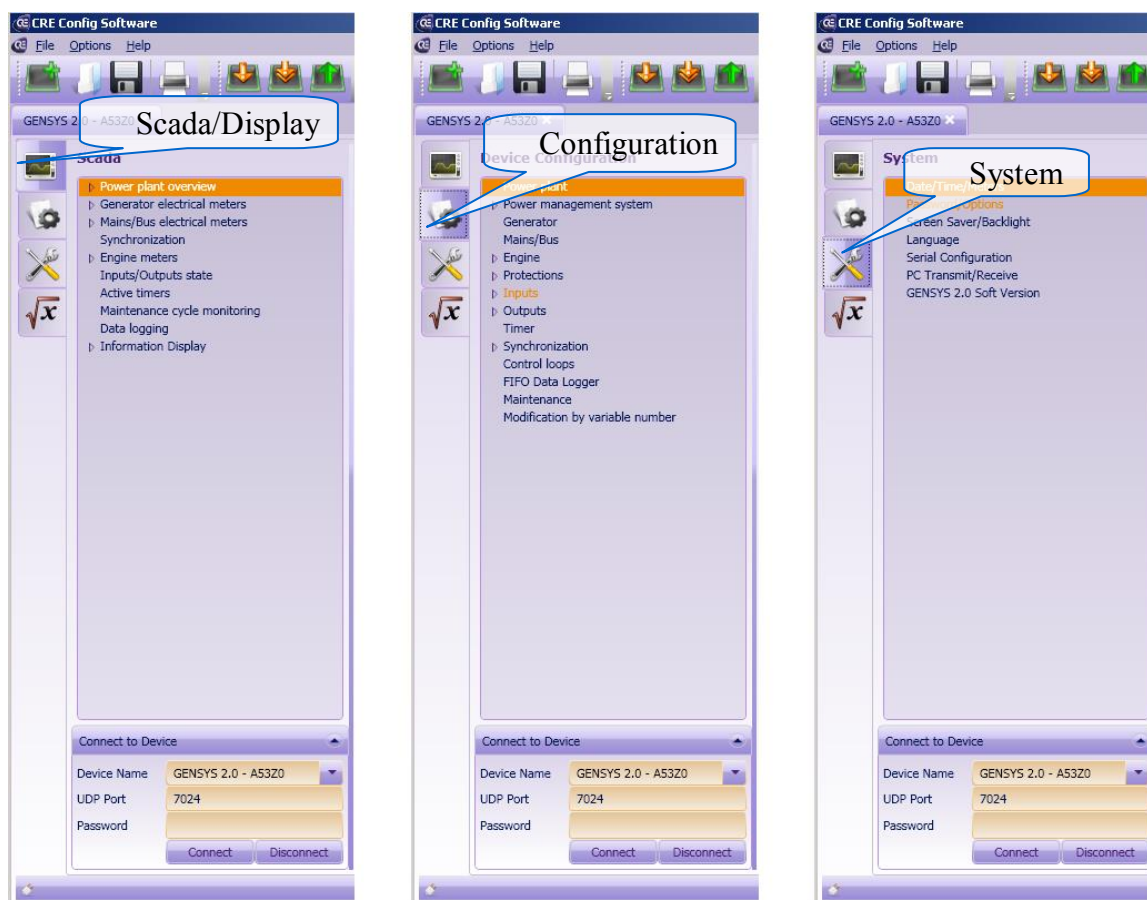 CRE Config Software
File Options Help
GENSYS 2.0 - A53Z0
Scada/Display
Scada
Power plant overview
Generator electrical meters
Mains/Bus electrical meters
Synchronization
Engine meters
Inputs/Outputs state
Active timers
Maintenance cycle monitoring
Data logging
Information Display
√x
Connect to Device
Device Name GENSYS 2.0 - A53Z0
UDP Port 7024
Password
Connect Disconnect
CRE Config Software
File Options Help
GENSYS 2.0 - A53Z0
Configuration
Device Configuration
Power plant
Power management system
Generator
Mains/Bus
Engine
Protections
Inputs
Outputs
Timer
Synchronization
Control loops
FIFO Data Logger
Maintenance
Modification by variable number
√x
Connect to Device
Device Name GENSYS 2.0 - A53Z0
UDP Port 7024
Password
Connect Disconnect
CRE Config Software
File Options Help
GENSYS 2.0 - A53Z0
System
System
Date/Time/
Options
Screen Saver/Backlight
Language
Serial Configuration
PC Transmit/Receive
GENSYS 2.0 Soft Version
√x
Connect to Device
Device Name GENSYS 2.0 - A53Z0
UDP Port 7024
Password
Connect Disconnect